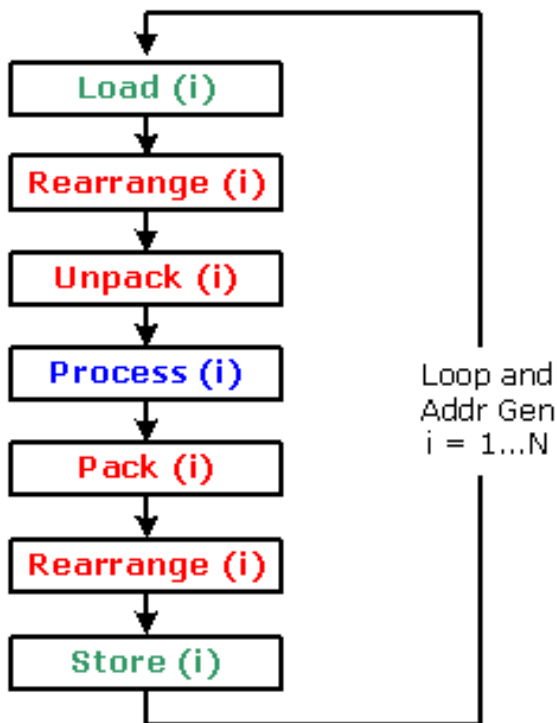 Load (i)
Rearrange (i)
Unpack (i)
Process (i)
Pack (i)
Rearrange (i)
Store (i)
Loop and
Addr Gen
i = 1...N